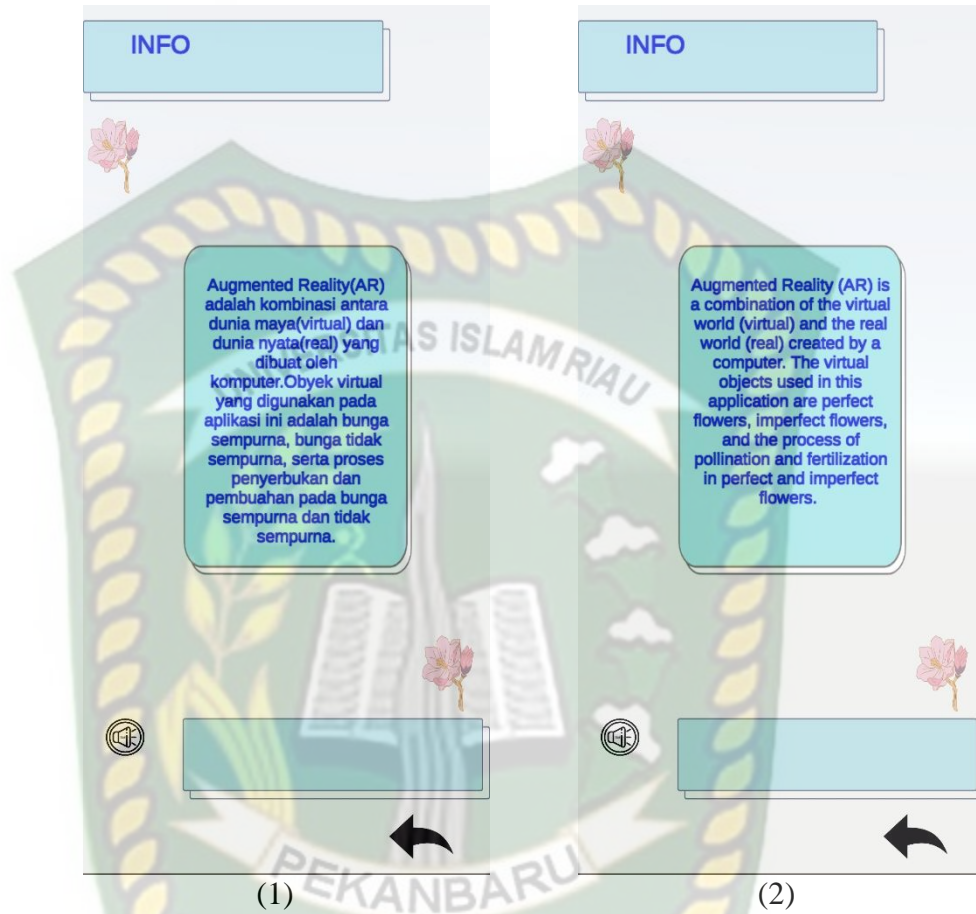 INFO
Augmented Reality(AR)
adalah kombinasi antara
dunia maya(virtual) dan
dunia nyata(real) yang
dibuat oleh
komputer.Obyek virtual
yang digunakan pada
aplikasi ini adalah bunga
sempurna, bunga tidak
sempurna, serta proses
penyerbukan dan
pembuahan pada bunga
sempurna dan tidak
sempurna.
(1)
INFO
Augmented Reality (AR) is
a combination of the virtual
world (virtual) and the real
world (real) created by a
computer. The virtual
objects used in this
application are perfect
flowers, imperfect flowers,
and the process of
pollination and fertilization
in perfect and imperfect
flowers.
(2)
UNIVERSITAS ISLAM RIAU
PEKANBARU